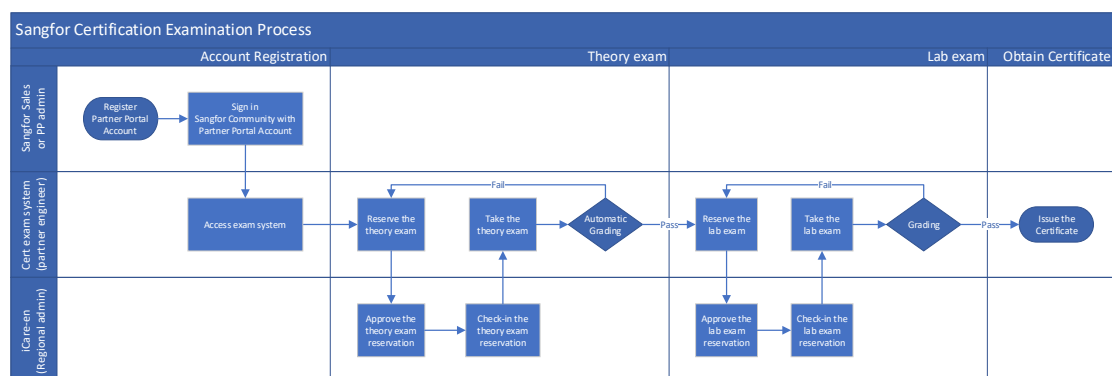 Sangfor Certification Examination Process
Account Registration
Theory exam
Lab exam
Obtain Certificate
Sangfor Sales
or PP admin
Register
Partner Portal
Account
Sign in
Sangfor Community with
Partner Portal Account
Cert exam system
(partner engineer)
Access exam system
Reserve the
theory exam
Take the
theory exam
Fail
Automatic
Grading
Pass
Reserve the
lab exam
Take the
lab exam
Fail
Grading
Pass
Issue the
Certificate
iCare-en
(Regional admin)
Approve the
theory exam
reservation
Check-in the
theory exam
reservation
Approve the
lab exam
reservation
Check-in the
lab exam
reservation